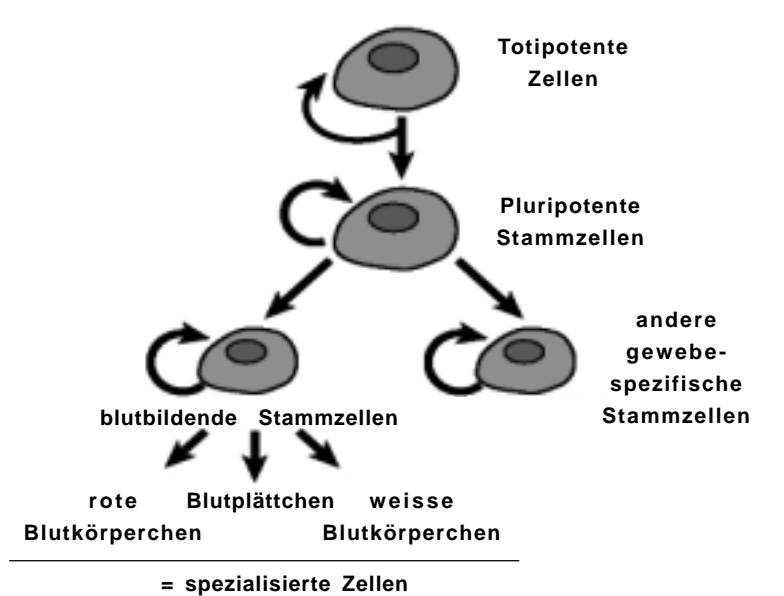 Totipotente
Zellen
Pluripotente
Stammzellen
andere
gewebe-
spezifische
Stammzellen
blutbildende Stammzellen
rote Blutplättchen weisse
Blutkörperchen Blutkörperchen
= spezialisierte Zellen